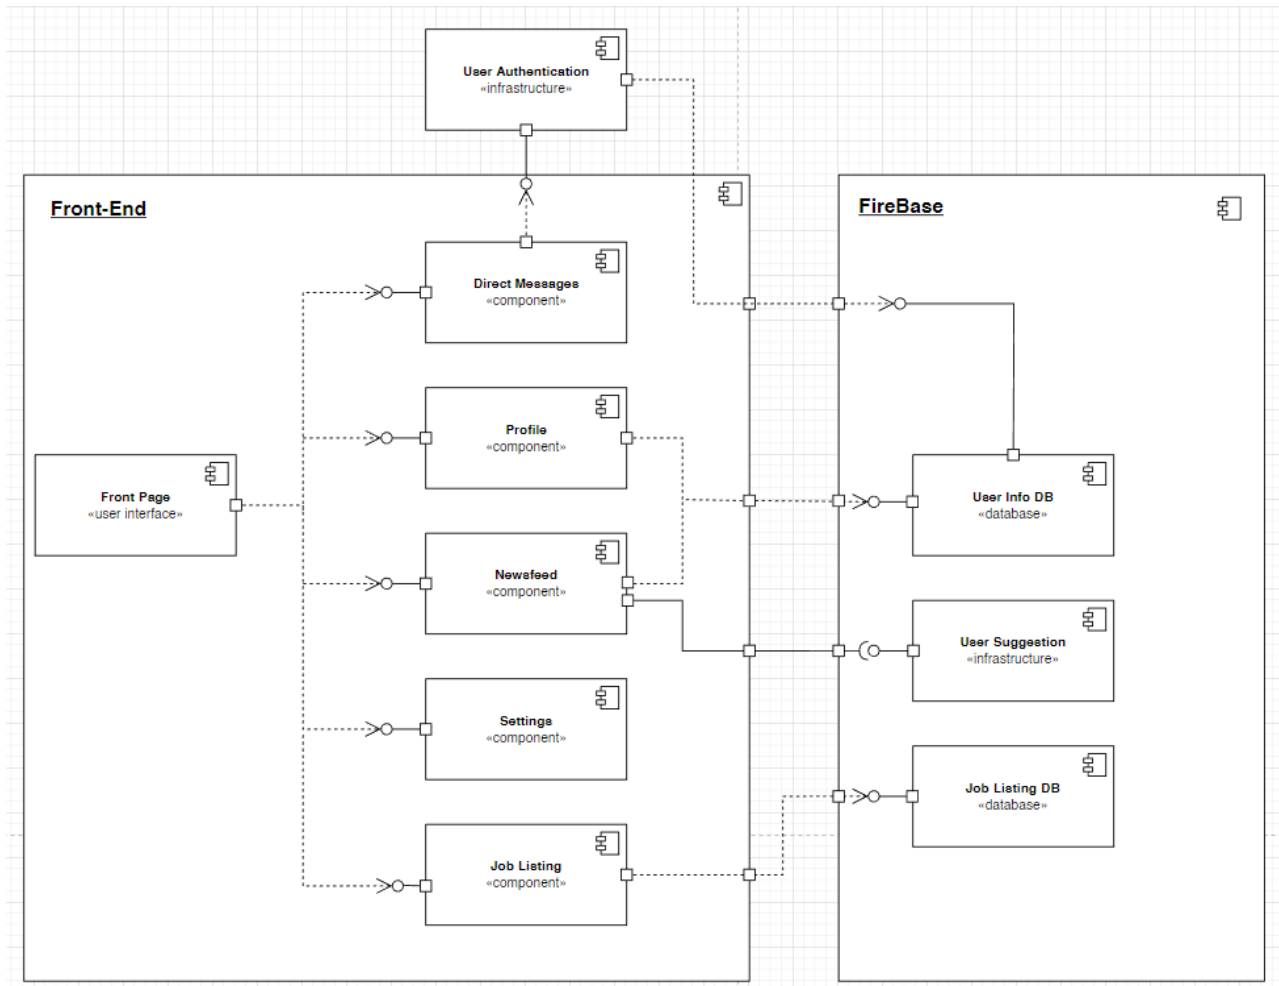 User Authentication
«infrastructure»
Front-End
FireBase
Direct Messages
«component»
Profile
«component»
Front Page
«user interface»
User Info DB
«database»
Newsfeed
«component»
User Suggestion
«infrastructure»
Settings
«component»
Job Listing DB
«database»
Job Listing
«component»